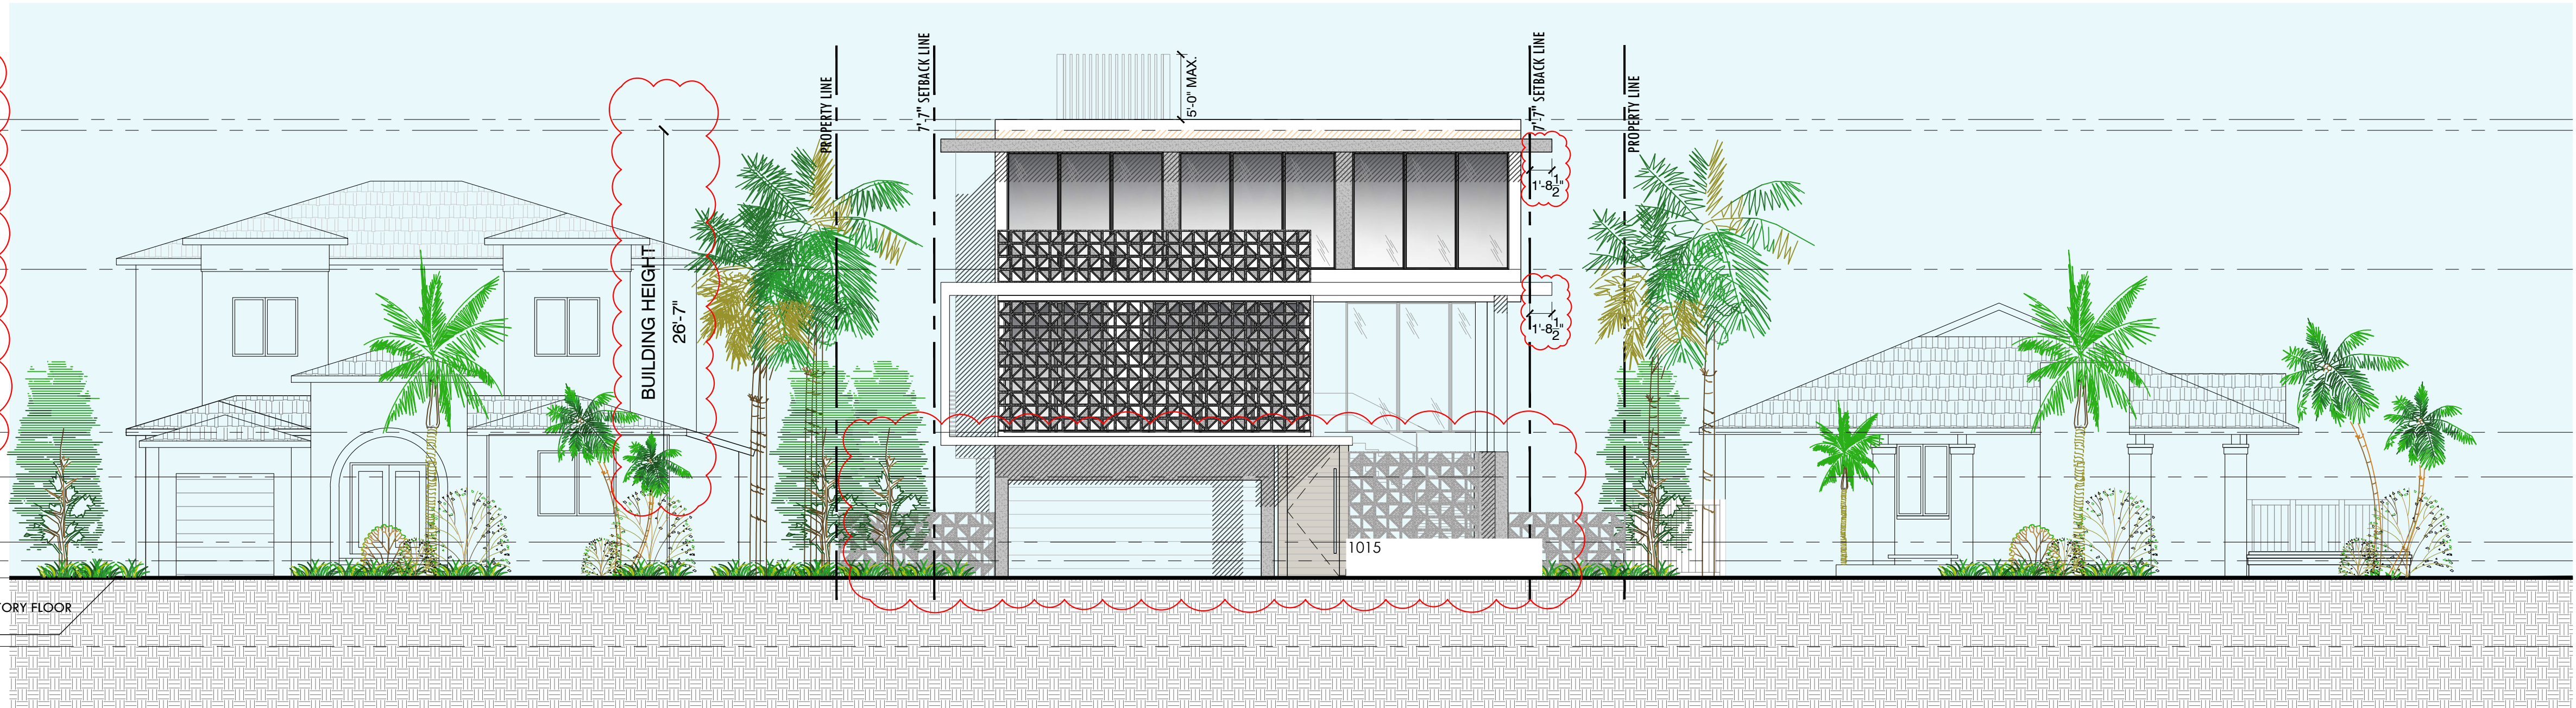 PROPERTY LINE
7'-7" SETBACK LINE
5'-0" MAX.
7'-7" SETBACK LINE
PROPERTY LINE
1'-8 1/2"
BUILDING HEIGHT
26'-7"
1'-8 1/2"
1015
TORY FLOOR